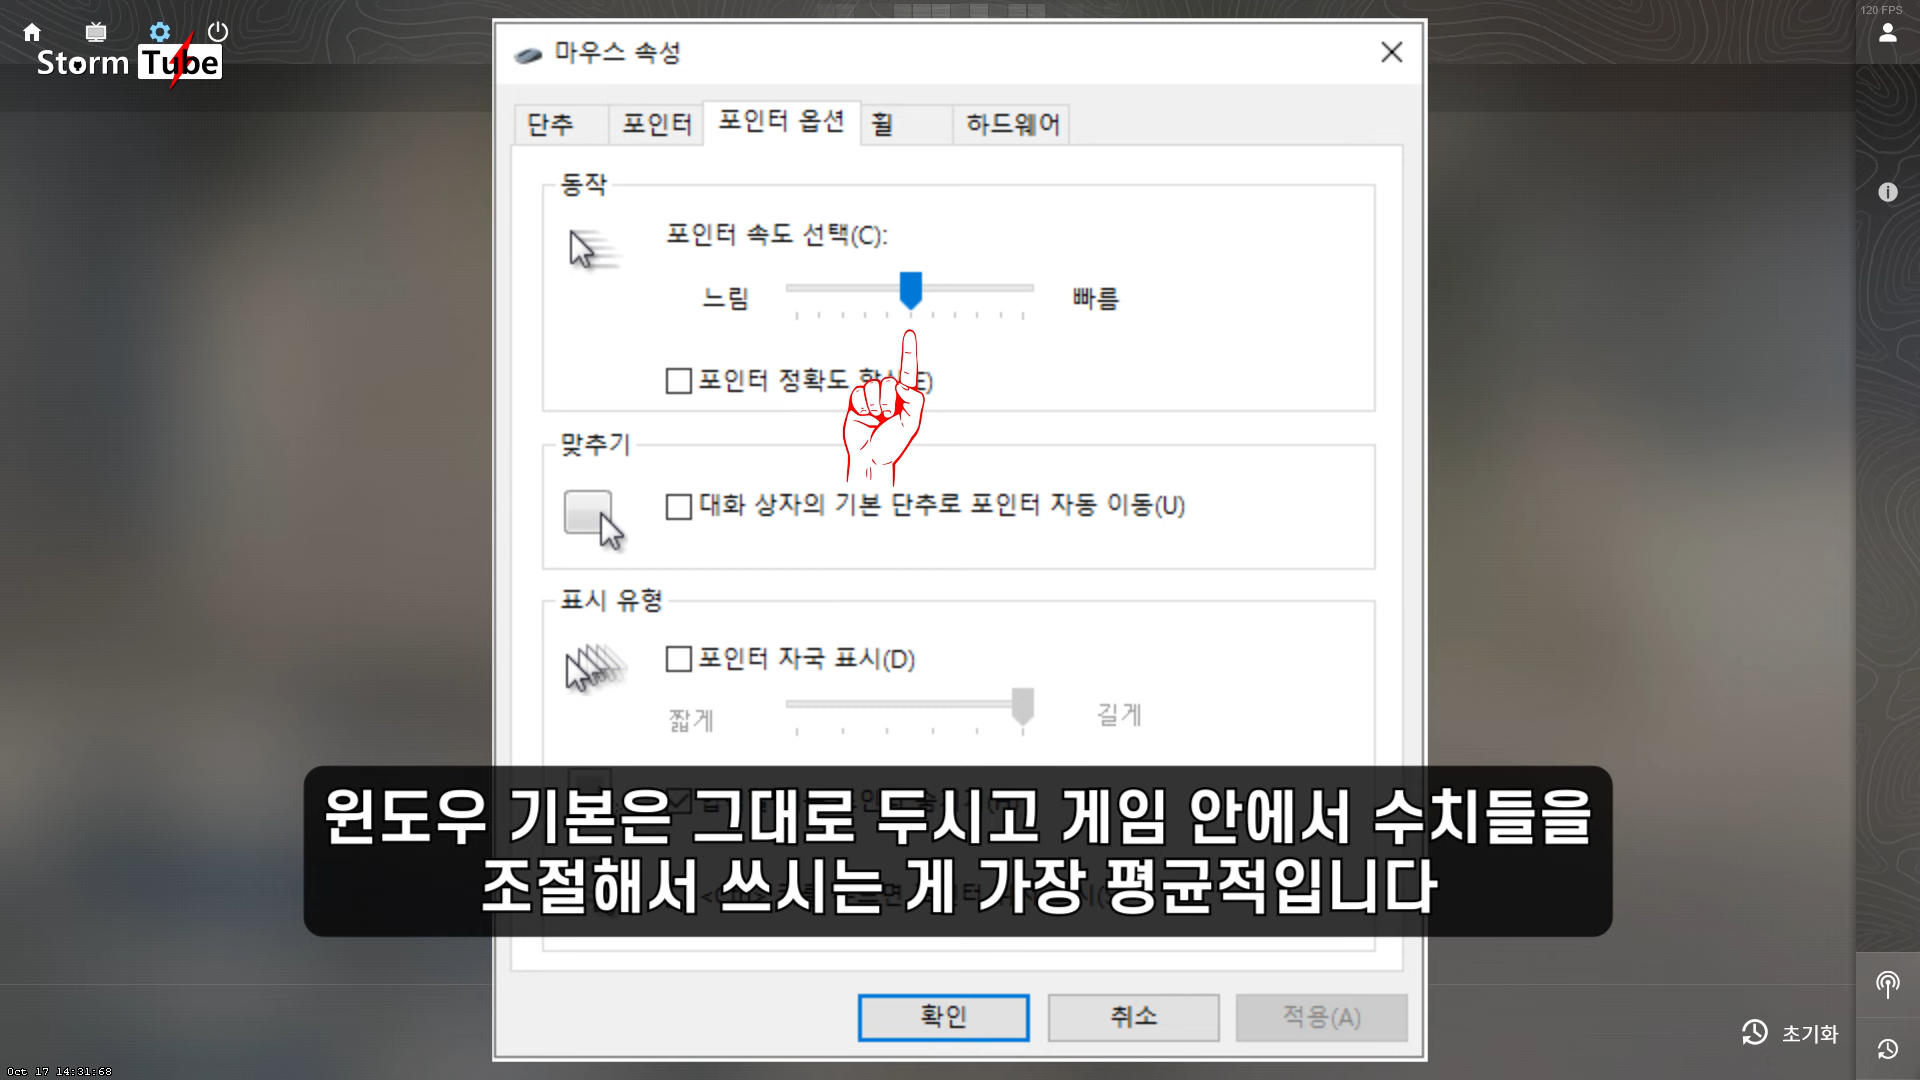 120 FPS
Storm Tube
마우스 속성
단추 포인터 포인터 옵션 휠 하드웨어
동작
포인터 속도 선택(C):
느림 빠름
포인터 정확도
맞추기
대화 상자의 기본 단추로 포인터 자동 이동(U)
표시 유형
포인터 자국 표시(D)
짧게 길게
윈도우 기본은 그대로 두시고 게임 안에서 수치들을
조절해서 쓰시는 게 가장 평균적입니다
확인 취소 적용(A)
초기화
Oct 17 14:31:68